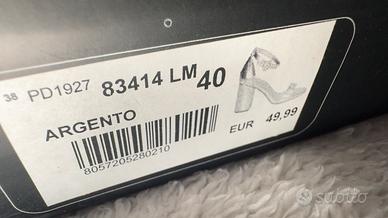 38 PD1927 83414 LM 40
ARGENTO
EUR 49,99
8057205280210
subito